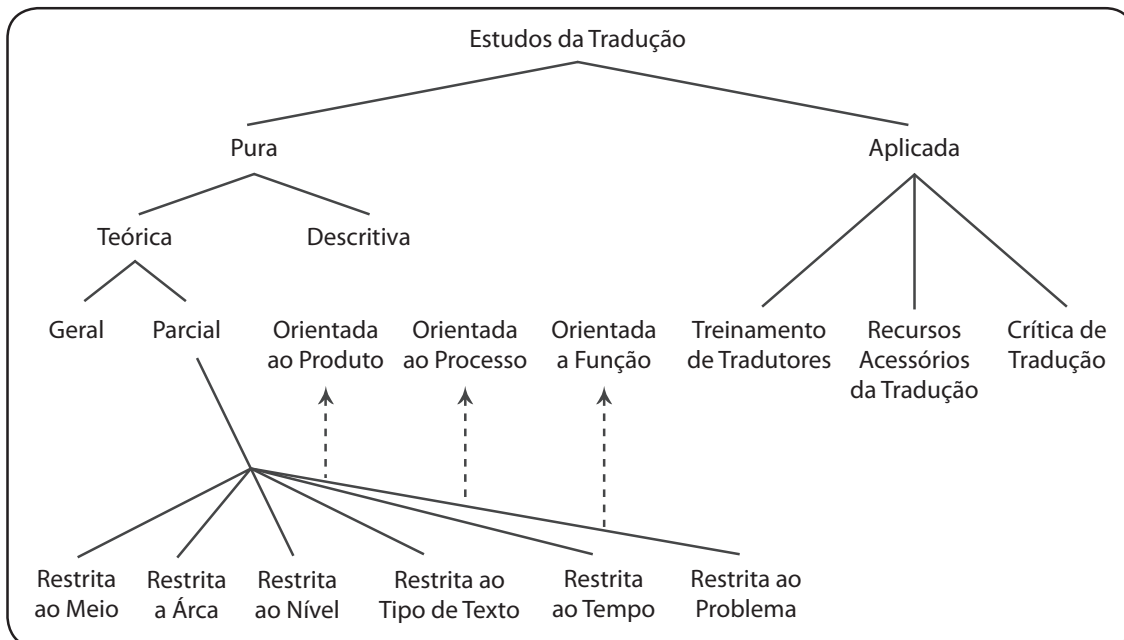 Estudos da Tradução
Pura
Aplicada
Teórica
Descritiva
Geral
Parcial
Orientada
ao Produto
Orientada
ao Processo
Orientada
a Função
Treinamento
de Tradutores
Recursos
Acessórios
da Tradução
Crítica de
Tradução
Restrita
ao Meio
Restrita
a Árca
Restrita
ao Nível
Restrita ao
Tipo de Texto
Restrita
ao Tempo
Restrita ao
Problema